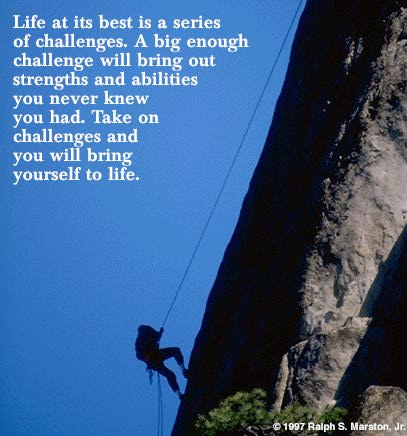 Life at its best is a series
of challenges. A big enough
challenge will bring out
strengths and abilities
you never knew
you had. Take on
challenges and
you will bring
yourself to life.
© 1997 Ralph S. Marston, Jr.